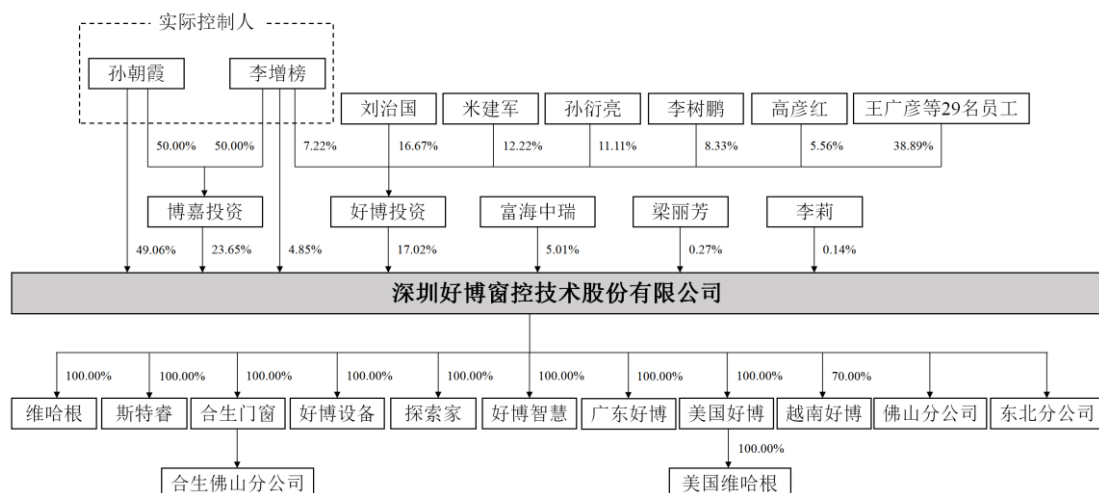 实际控制人
孙朝霞
李增榜
刘治国
米建军
孙衍亮
李树鹏
高彦红
王广彦等29名员工
50.00%
50.00%
7.22%
16.67%
12.22%
11.11%
8.33%
5.56%
38.89%
博嘉投资
好博投资
富海中瑞
梁丽芳
李莉
49.06%
23.65%
4.85%
17.02%
5.01%
0.27%
0.14%
深圳好博窗控技术股份有限公司
100.00%
100.00%
100.00%
100.00%
100.00%
100.00%
100.00%
100.00%
70.00%
维哈根
斯特睿
合生门窗
好博设备
探索家
好博智慧
广东好博
美国好博
越南好博
佛山分公司
东北分公司
100.00%
合生佛山分公司
美国维哈根